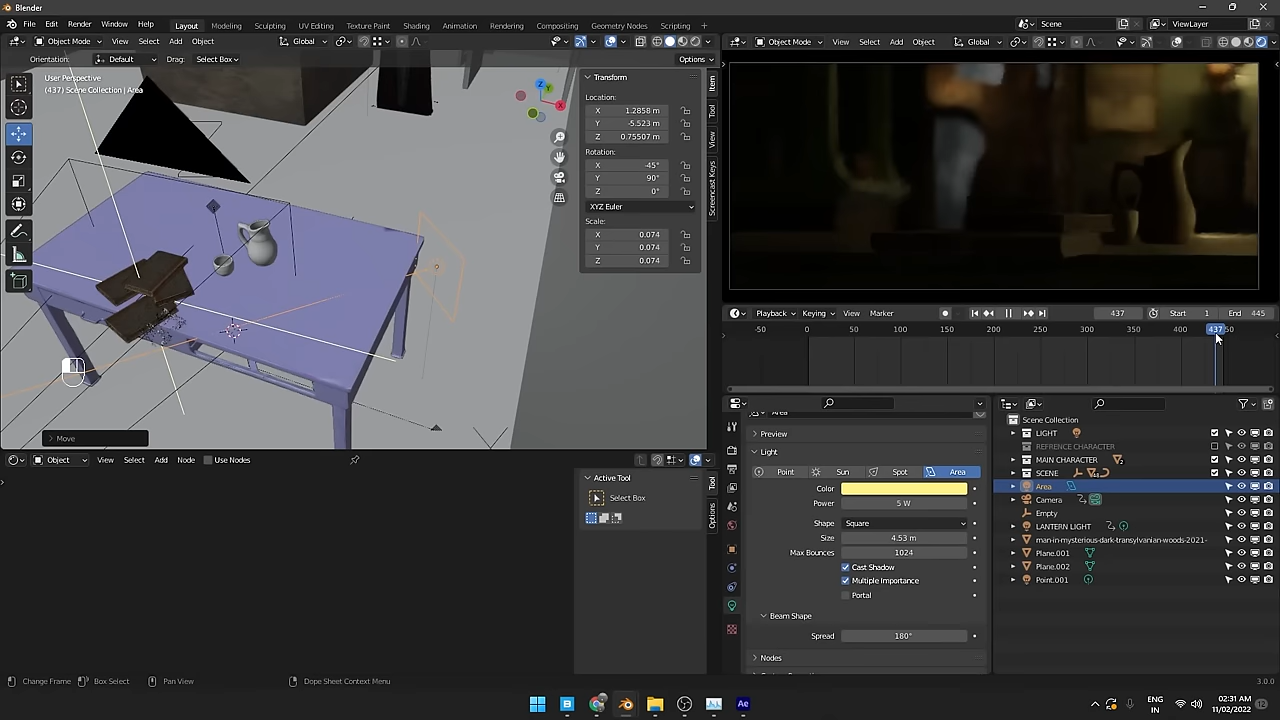 Blender
File Edit Render Window Help Layout Modeling Sculpting UV Editing Texture Paint Shading Animation Rendering Compositing Geometry Nodes Scripting + Scene ViewLayer
Object Mode View Select Add Object Global
Object Mode View Select Add Object Global
Orientation: Default Drag: Select Box Options
User Perspective
(437) Scene Collection | Area
Z
Y
X
Transform
Location:
X 1.2858 m
Y -5.523 m
Z 0.75507 m
Rotation:
X -45°
Y 90°
Z 0°
XYZ Euler
Scale:
X 0.074
Y 0.074
Z 0.074
Item
Tool
View
Screencast Keys
Move
Playback Keying View Marker 437 Start 1 End 445
-50 0 50 100 150 200 250 300 350 400 437 50
Object View Select Add Node Use Nodes
Active Tool
Select Box
Tool
Options
Area
Preview
Light
Point Sun Spot Area
Color
Power 5 W
Shape Square
Size 4.53 m
Max Bounces 1024
Cast Shadow
Multiple Importance
Portal
Beam Shape
Spread 180°
Nodes
Scene Collection
LIGHT
REFRENCE CHARACTER
MAIN CHARACTER 2
SCENE
Area
Camera
Empty
LANTERN LIGHT
man-in-mysterious-dark-transylvanian-woods-2021-
Plane.001
Plane.002
Point.001
Change Frame Box Select Pan View Dope Sheet Context Menu 3.0.0
Ae
ENG
IN
02:31 AM
11/02/2022